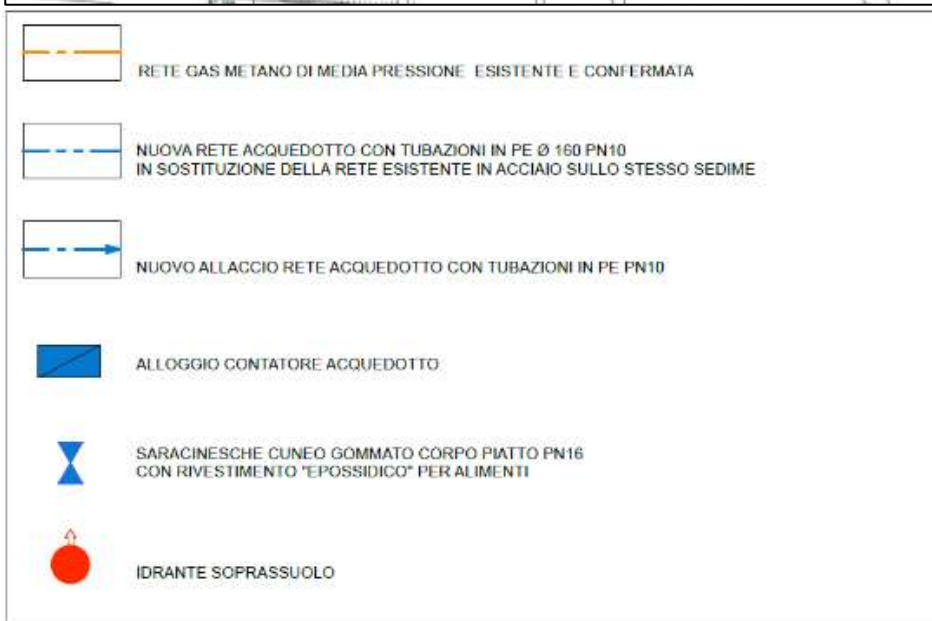 RETE GAS METANO DI MEDIA PRESSIONE ESISTENTE E CONFERMATA
NUOVA RETE ACQUEDOTTO CON TUBAZIONI IN PE Ø 160 PN10
IN SOSTITUZIONE DELLA RETE ESISTENTE IN ACCIAIO SULLO STESSO SEDIME
NUOVO ALLACCIO RETE ACQUEDOTTO CON TUBAZIONI IN PE PN10
ALLOGGIO CONTATORE ACQUEDOTTO
SARACINESCHE CUNEO GOMMATO CORPO PIATTO PN16
CON RIVESTIMENTO "EPOSSIDICO" PER ALIMENTI
IDRANTE SOPRASSUOLO